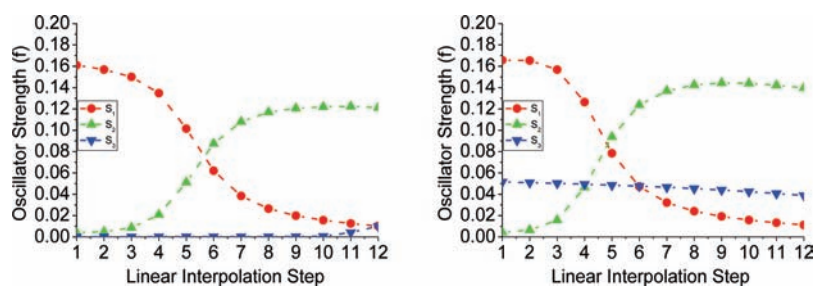 0.20
0.18
0.16
0.14
0.12
0.10
0.08
0.06
0.04
0.02
0.00
Oscillator Strength (f)
S₁
S₂
S₃
1 2 3 4 5 6 7 8 9 10 11 12
Linear Interpolation Step
0.20
0.18
0.16
0.14
0.12
0.10
0.08
0.06
0.04
0.02
0.00
Oscillator Strength (f)
S₁
S₂
S₃
1 2 3 4 5 6 7 8 9 10 11 12
Linear Interpolation Step